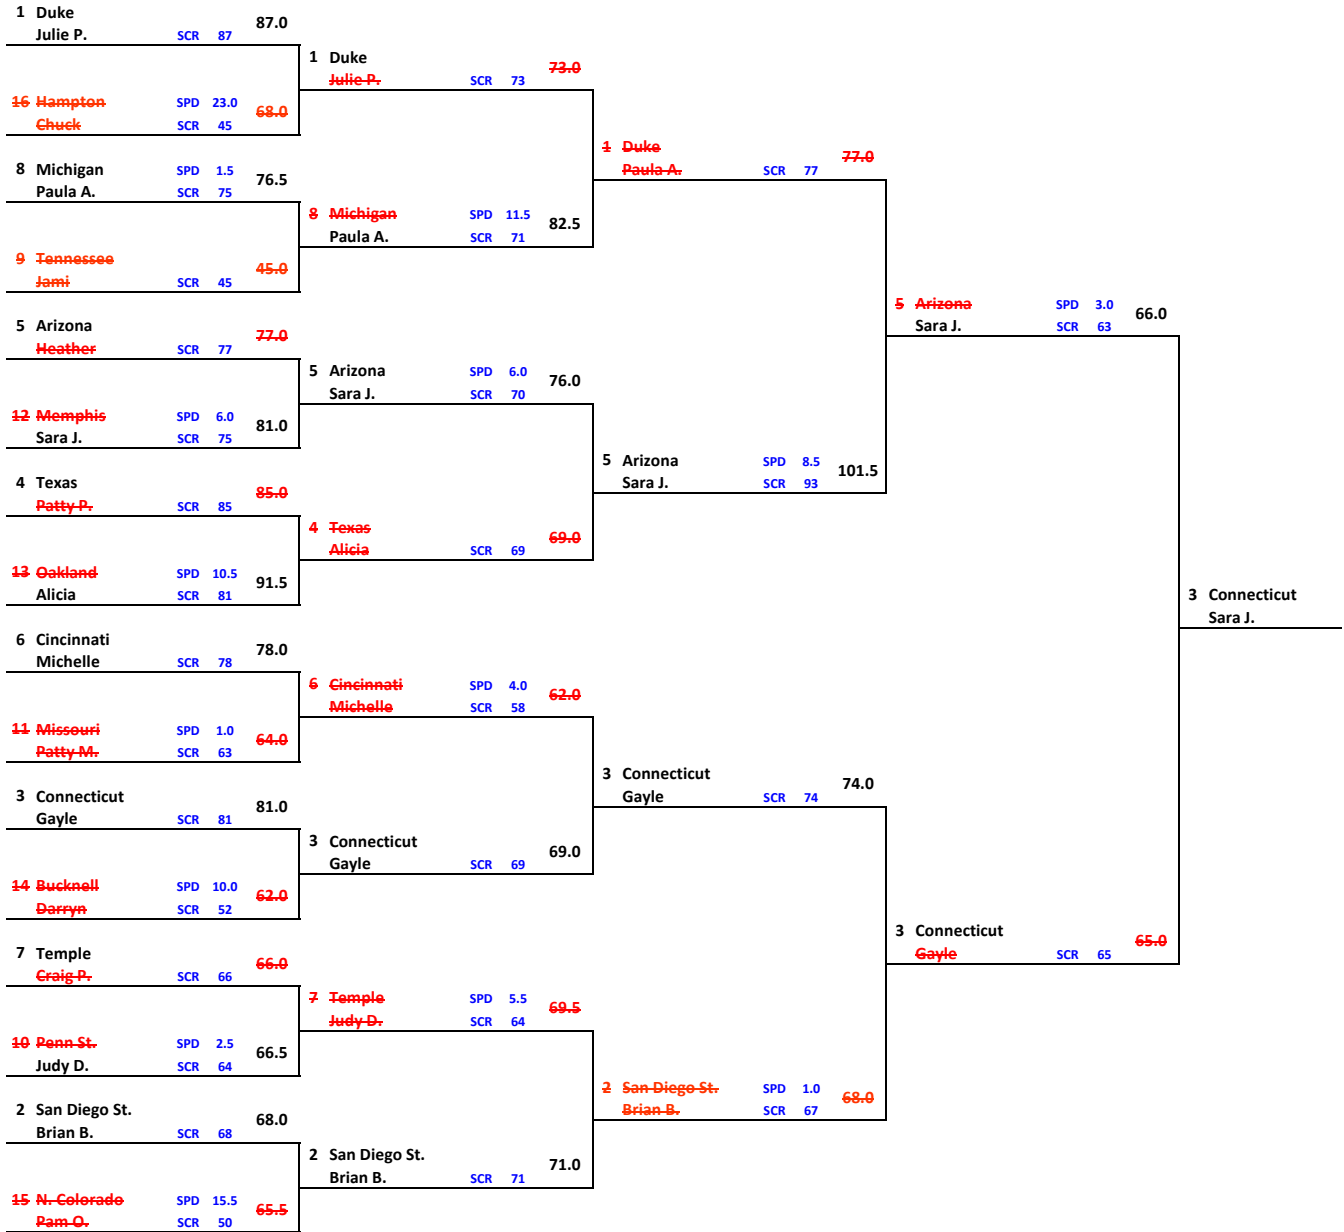 1 Duke 87.0
Julie P. SCR 87
1 Duke 73.0
Julie P. SCR 73
16 Hampton SPD 23.0 68.0
Chuck SCR 45
1 Duke 77.0
Paula A. SCR 77
8 Michigan SPD 1.5 76.5
Paula A. SCR 75
8 Michigan SPD 11.5 82.5
Paula A. SCR 71
9 Tennessee 45.0
Jami SCR 45
5 Arizona SPD 3.0 66.0
Sara J. SCR 63
5 Arizona 77.0
Heather SCR 77
5 Arizona SPD 6.0 76.0
Sara J. SCR 70
12 Memphis SPD 6.0 81.0
Sara J. SCR 75
5 Arizona SPD 8.5 101.5
Sara J. SCR 93
4 Texas 85.0
Patty P. SCR 85
4 Texas 69.0
Alicia SCR 69
13 Oakland SPD 10.5 91.5
Alicia SCR 81
3 Connecticut
Sara J.
6 Cincinnati 78.0
Michelle SCR 78
6 Cincinnati SPD 4.0 62.0
Michelle SCR 58
11 Missouri SPD 1.0 64.0
Patty M. SCR 63
3 Connecticut 74.0
Gayle SCR 74
3 Connecticut 81.0
Gayle SCR 81
3 Connecticut 69.0
Gayle SCR 69
14 Bucknell SPD 10.0 62.0
Darryn SCR 52
3 Connecticut 65.0
Gayle SCR 65
7 Temple 66.0
Craig P. SCR 66
7 Temple SPD 5.5 69.5
Judy D. SCR 64
10 Penn St. SPD 2.5 66.5
Judy D. SCR 64
2 San Diego St. SPD 1.0 68.0
Brian B. SCR 67
2 San Diego St. 68.0
Brian B. SCR 68
2 San Diego St. 71.0
Brian B. SCR 71
15 N. Colorado SPD 15.5 65.5
Pam O. SCR 50